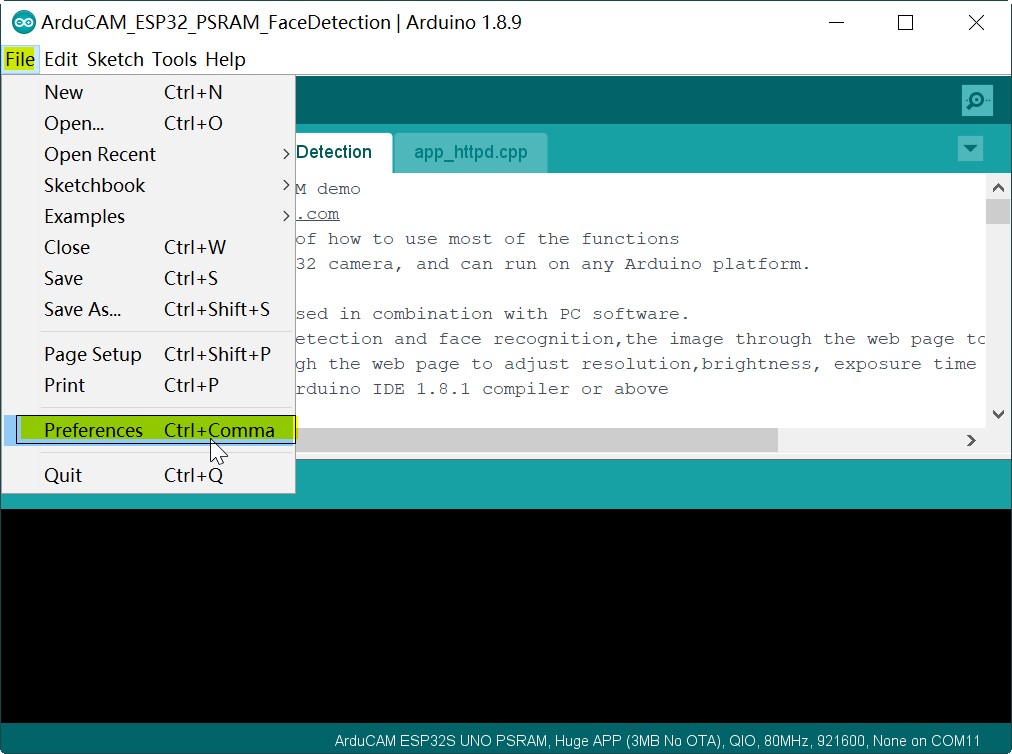 ArduCAM_ESP32_PSRAM_FaceDetection | Arduino 1.8.9
File Edit Sketch Tools Help
New Ctrl+N
Open... Ctrl+O
Open Recent
Sketchbook
Examples
Close Ctrl+W
Save Ctrl+S
Save As... Ctrl+Shift+S
Page Setup Ctrl+Shift+P
Print Ctrl+P
Preferences Ctrl+Comma
Quit Ctrl+Q
Detection app_httpd.cpp
M demo
.com
of how to use most of the functions
32 camera, and can run on any Arduino platform.
sed in combination with PC software.
etection and face recognition,the image through the web page to
gh the web page to adjust resolution,brightness, exposure time
rduino IDE 1.8.1 compiler or above
ArduCAM ESP32S UNO PSRAM, Huge APP (3MB No OTA), QIO, 80MHz, 921600, None on COM11